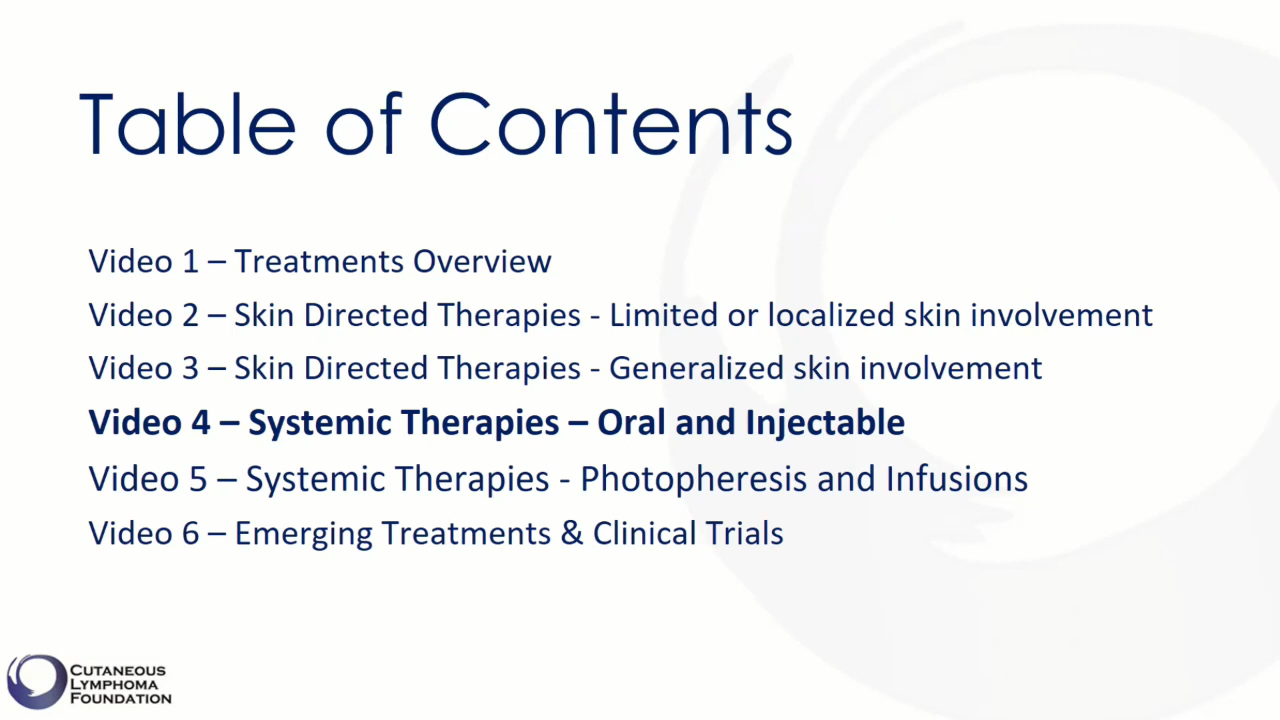 Table of Contents
Video 1 – Treatments Overview
Video 2 – Skin Directed Therapies - Limited or localized skin involvement
Video 3 – Skin Directed Therapies - Generalized skin involvement
Video 4 – Systemic Therapies – Oral and Injectable
Video 5 – Systemic Therapies - Photopheresis and Infusions
Video 6 – Emerging Treatments & Clinical Trials
CUTANEOUS
LYMPHOMA
FOUNDATION